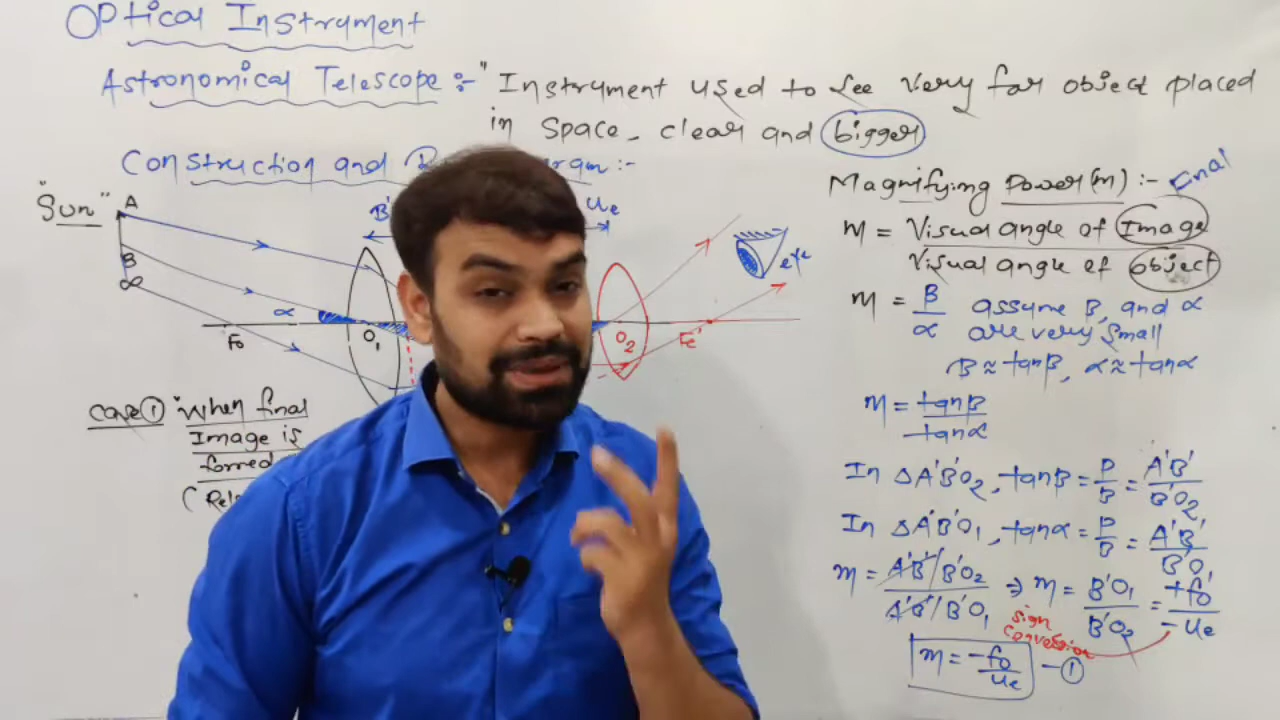 Optical Instrument
Astronomical Telescope :- "Instrument used to see very far object placed
in space, clear and bigger
Construction and R ram :-
"Sun" A
B
∞
α
Fo
O1
B'
ue
O2
Fe'
eye
Case ① "When final
Image is
formed
(Rel
Magnifying Power(m) :- Final
m = Visual angle of Image
Visual angle of object
m = β/α assume β, and α
are very small
β ≈ tanβ, α ≈ tanα
m = tanβ/tanα
In ΔA'B'O2, tanβ = P/B = A'B'/B'O2
In ΔA'B'O1, tanα = P/B = A'B'/B'O1
m = A'B'/B'O2 / A'B'/B'O1 ⇒ m = B'O1/B'O2 = +fo/-ue
sign
conversion
m = -fo/ue -①